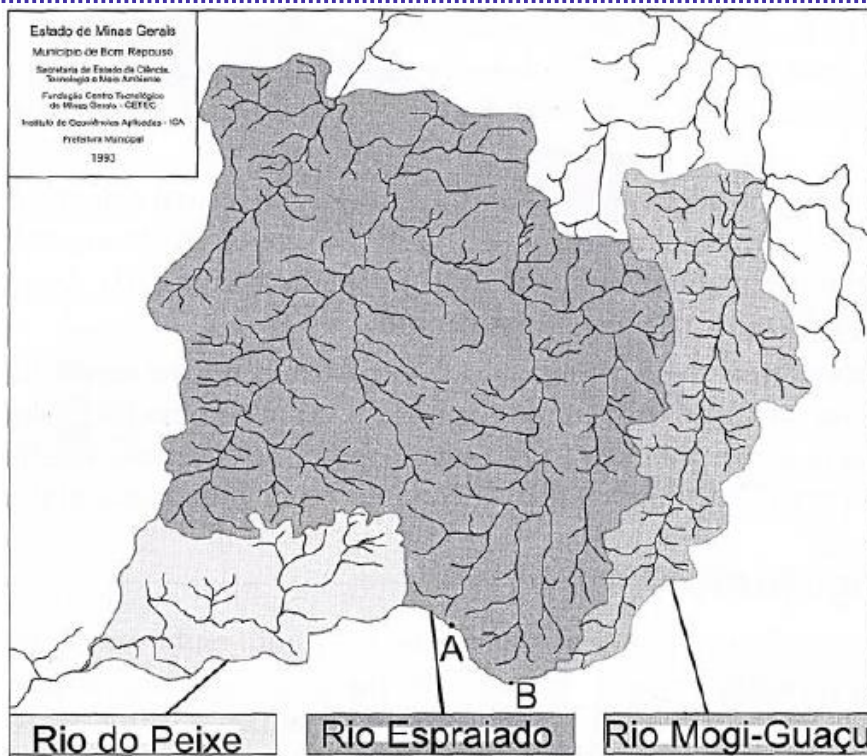 Estado de Minas Gerais
Município de Bom Repouso
Secretaria de Estado de Ciência,
Tecnologia e Meio Ambiente
Fundação Centro Tecnológico
de Minas Gerais - CETEC
Instituto de Geociências Aplicadas - IGA
Prefeitura Municipal
1993
A
B
Rio do Peixe
Rio Espraiado
Rio Mogi-Guaçu